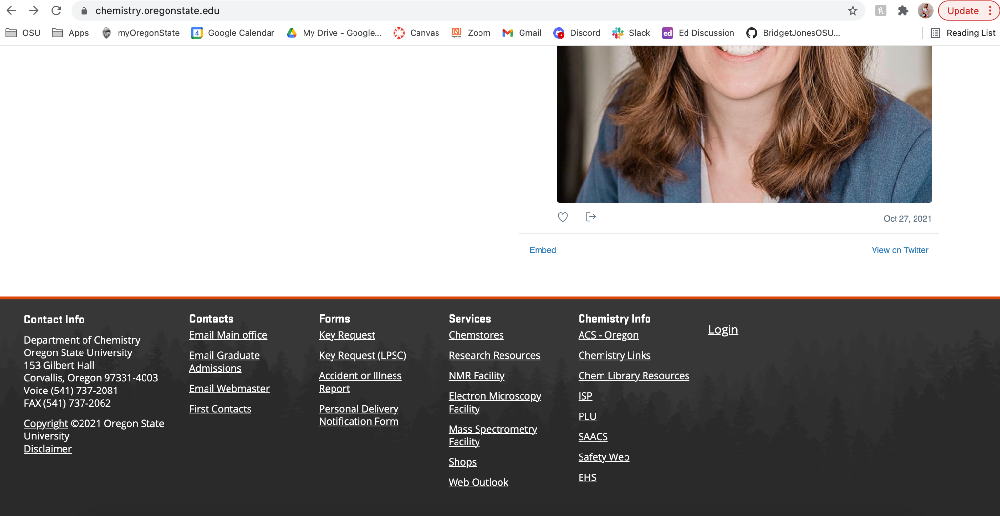 chemistry.oregonstate.edu
Update
OSU
Apps
myOregonState
4
Google Calendar
My Drive - Google...
Canvas
OSU
Zoom
Gmail
Discord
Slack
ed
Ed Discussion
BridgetJonesOSU...
Reading List
Oct 27, 2021
Embed
View on Twitter
Contact Info
Department of Chemistry
Oregon State University
153 Gilbert Hall
Corvallis, Oregon 97331-4003
Voice (541) 737-2081
FAX (541) 737-2062
Copyright ©2021 Oregon State
University
Disclaimer
Contacts
Email Main office
Email Graduate
Admissions
Email Webmaster
First Contacts
Forms
Key Request
Key Request (LPSC)
Accident or Illness
Report
Personal Delivery
Notification Form
Services
Chemstores
Research Resources
NMR Facility
Electron Microscopy
Facility
Mass Spectrometry
Facility
Shops
Web Outlook
Chemistry Info
ACS - Oregon
Chemistry Links
Chem Library Resources
ISP
PLU
SAACS
Safety Web
EHS
Login